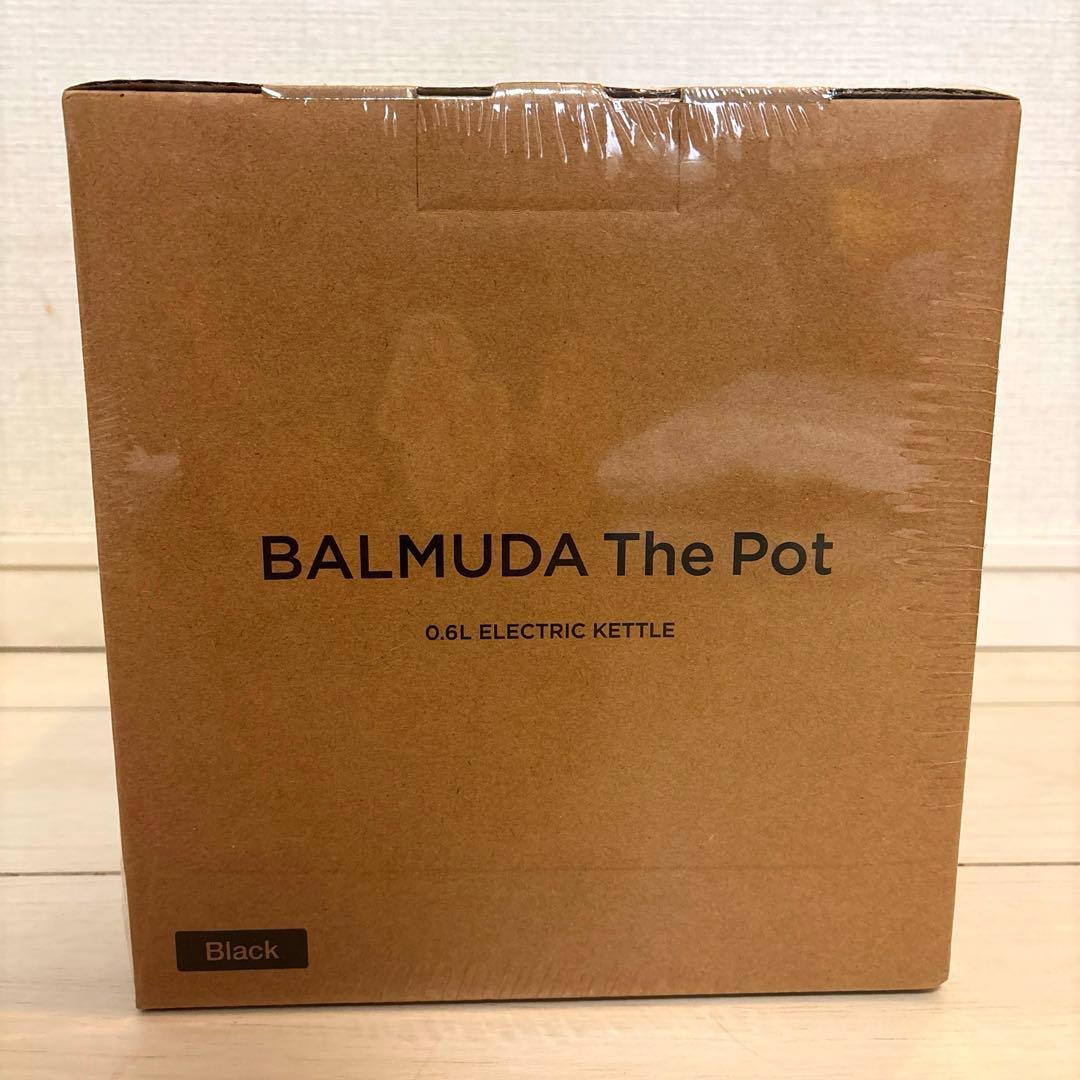 BALMUDA The Pot
0.6L ELECTRIC KETTLE
Black